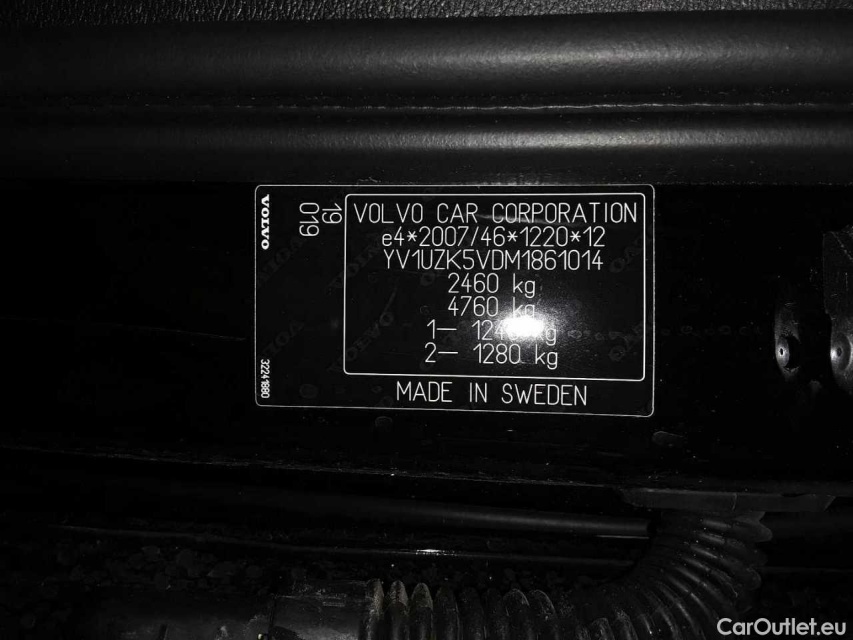 VOLVO
019
19
VOLVO CAR CORPORATION
e4*2007/46*1220*12
YV1UZK5VDM1861014
2460 kg
4760 kg
1–
2– 1280 kg
32241880
MADE IN SWEDEN
CarOutlet.eu